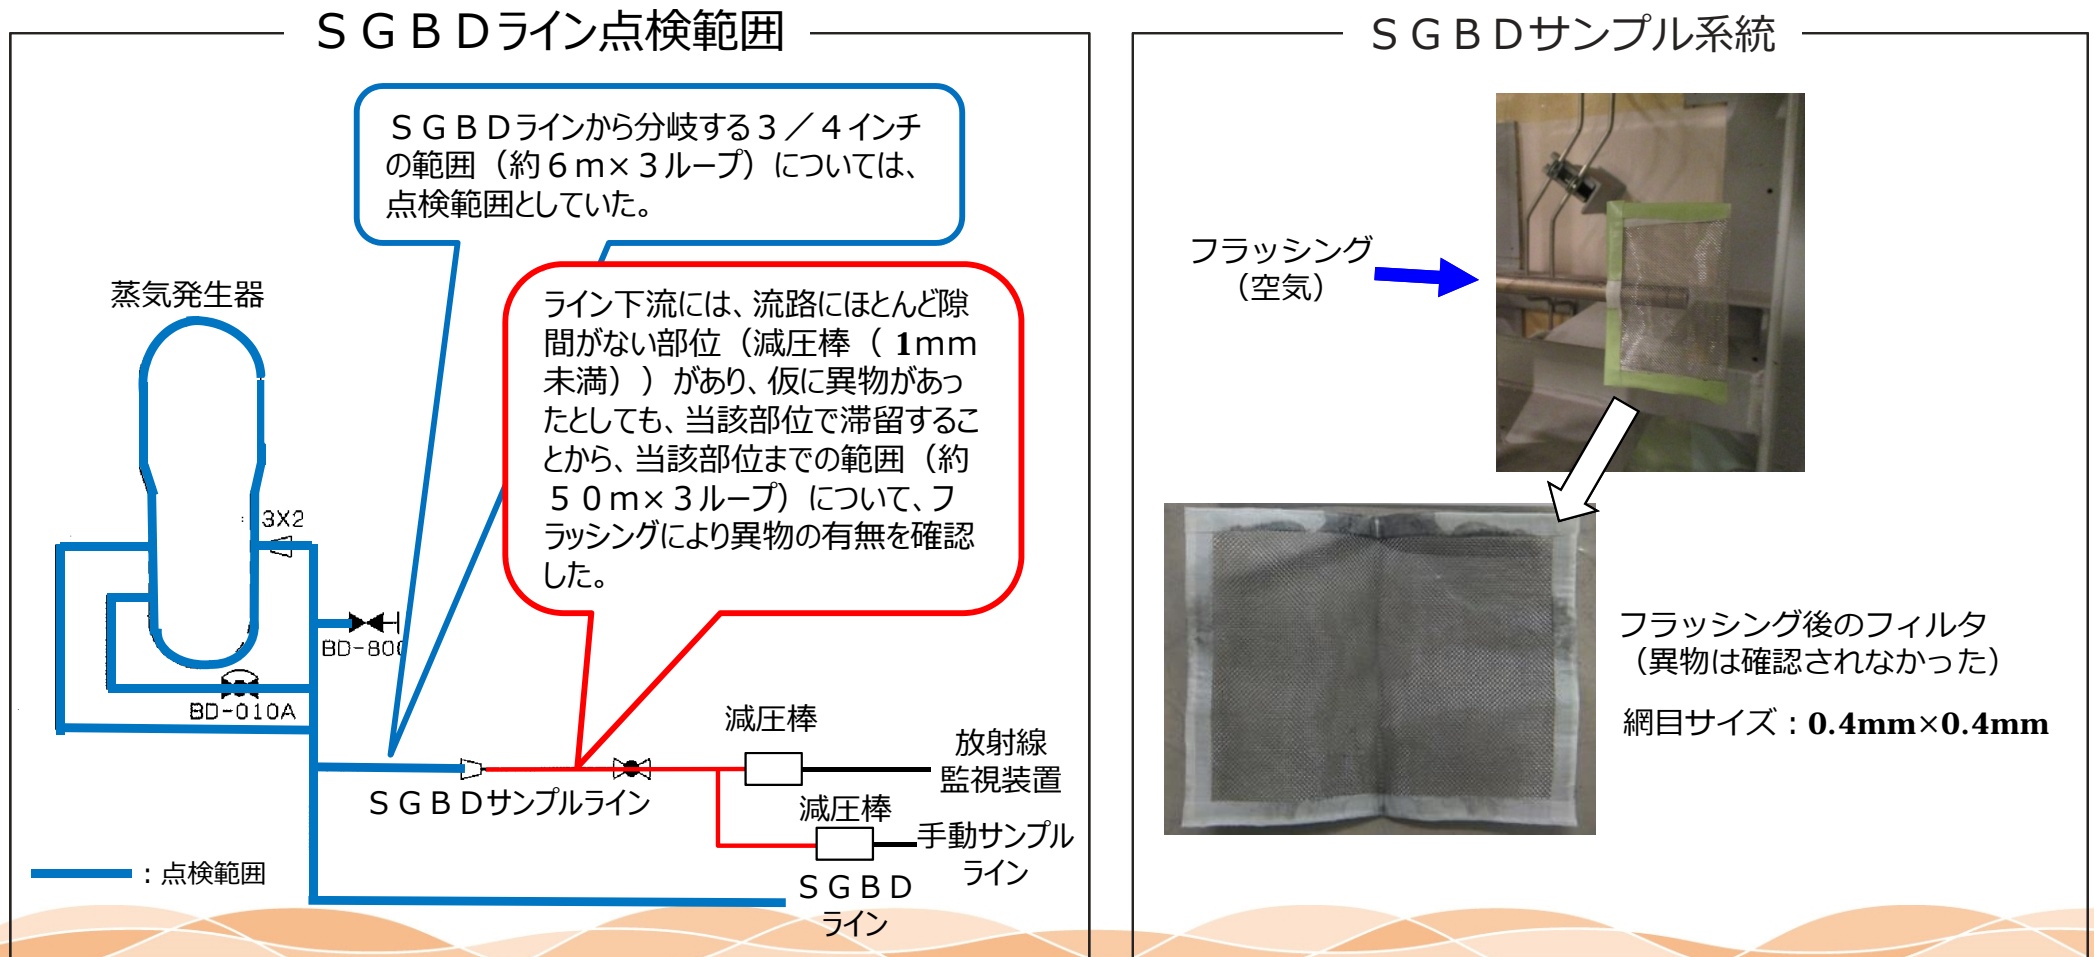 ＳＧＢＤライン点検範囲
ＳＧＢＤラインから分岐する３／４インチ
の範囲（約６ｍ×３ループ）については、
点検範囲としていた。
蒸気発生器
ライン下流には、流路にほとんど隙
間がない部位（減圧棒（ 1mm
未満））があり、仮に異物があっ
たとしても、当該部位で滞留するこ
とから、当該部位までの範囲（約
５０ｍ×３ループ）について、フ
ラッシングにより異物の有無を確認
した。
3X2
BD-800
BD-010A
減圧棒
放射線
監視装置
ＳＧＢＤサンプルライン
減圧棒
手動サンプル
ライン
：点検範囲
ＳＧＢＤ
ライン
ＳＧＢＤサンプル系統
フラッシング
（空気）
フラッシング後のフィルタ
（異物は確認されなかった）
網目サイズ：0.4mm×0.4mm